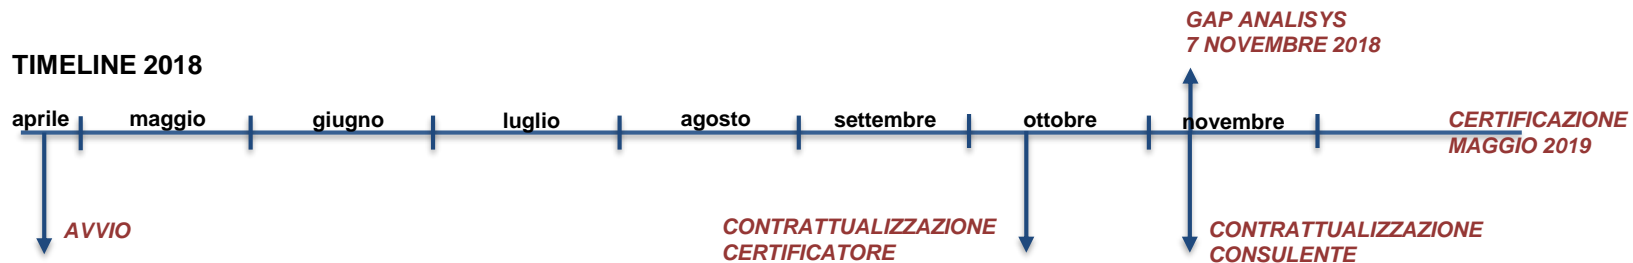 GAP ANALISYS
7 NOVEMBRE 2018
TIMELINE 2018
aprile maggio giugno luglio agosto settembre ottobre novembre
CERTIFICAZIONE
MAGGIO 2019
AVVIO
CONTRATTUALIZZAZIONE
CERTIFICATORE
CONTRATTUALIZZAZIONE
CONSULENTE